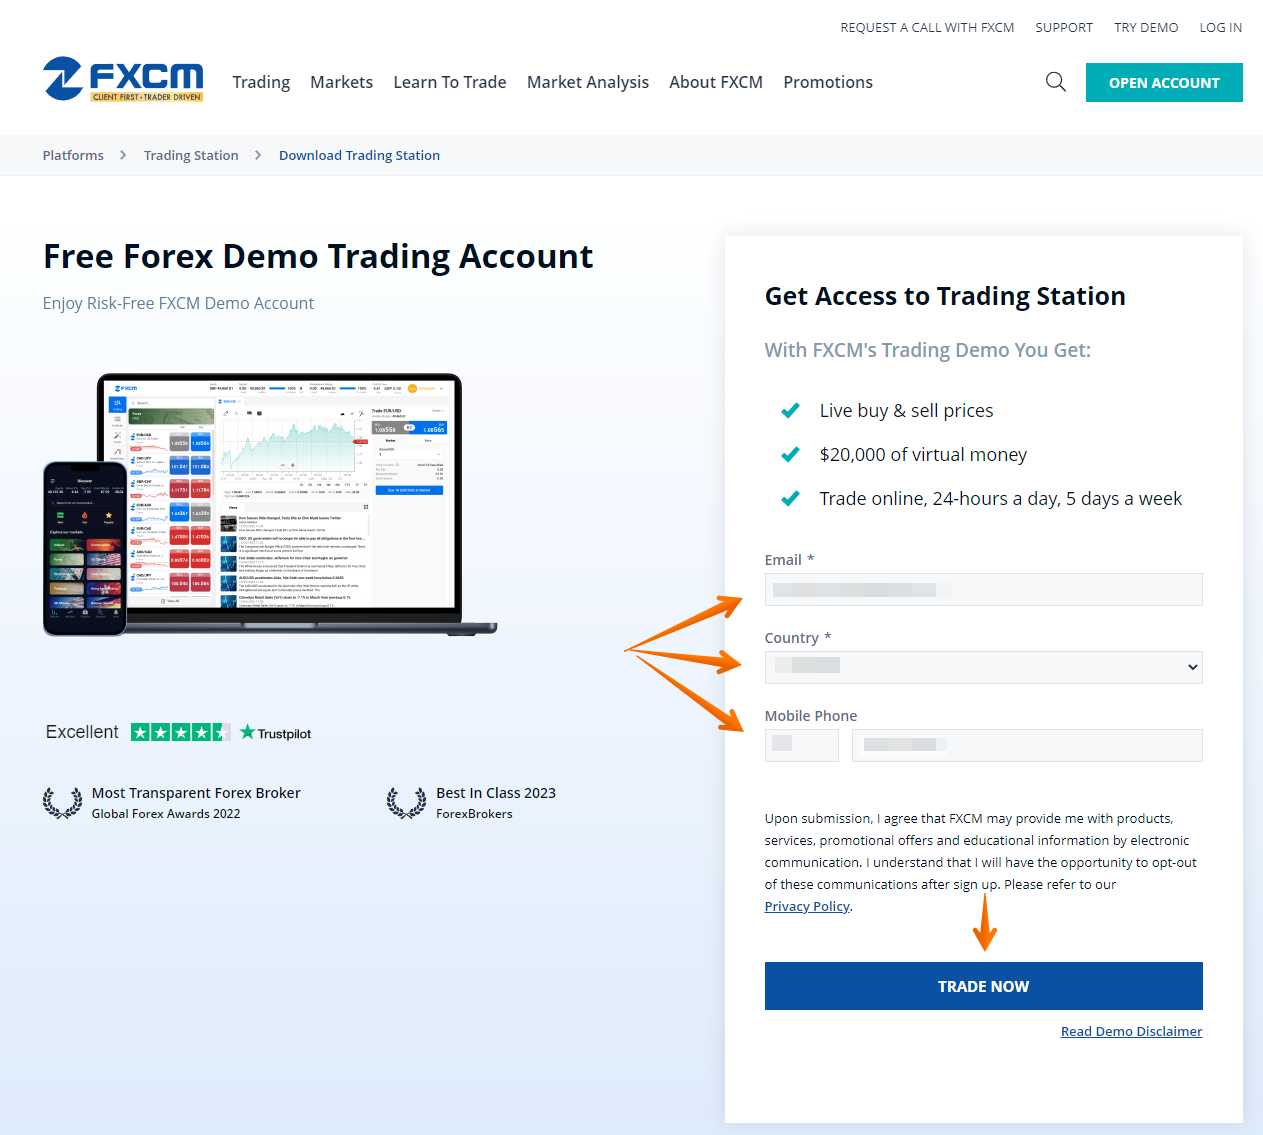 REQUEST A CALL WITH FXCM SUPPORT TRY DEMO LOG IN
FXCM
CLIENT FIRST • TRADER DRIVEN
Trading Markets Learn To Trade Market Analysis About FXCM Promotions
OPEN ACCOUNT
Platforms Trading Station Download Trading Station
Free Forex Demo Trading Account
Enjoy Risk-Free FXCM Demo Account
Excellent
Trustpilot
Most Transparent Forex Broker
Global Forex Awards 2022
Best In Class 2023
ForexBrokers
Get Access to Trading Station
With FXCM's Trading Demo You Get:
Live buy & sell prices
$20,000 of virtual money
Trade online, 24-hours a day, 5 days a week
Email *
Country *
Mobile Phone
Upon submission, I agree that FXCM may provide me with products,
services, promotional offers and educational information by electronic
communication. I understand that I will have the opportunity to opt-out
of these communications after sign up. Please refer to our
Privacy Policy.
TRADE NOW
Read Demo Disclaimer